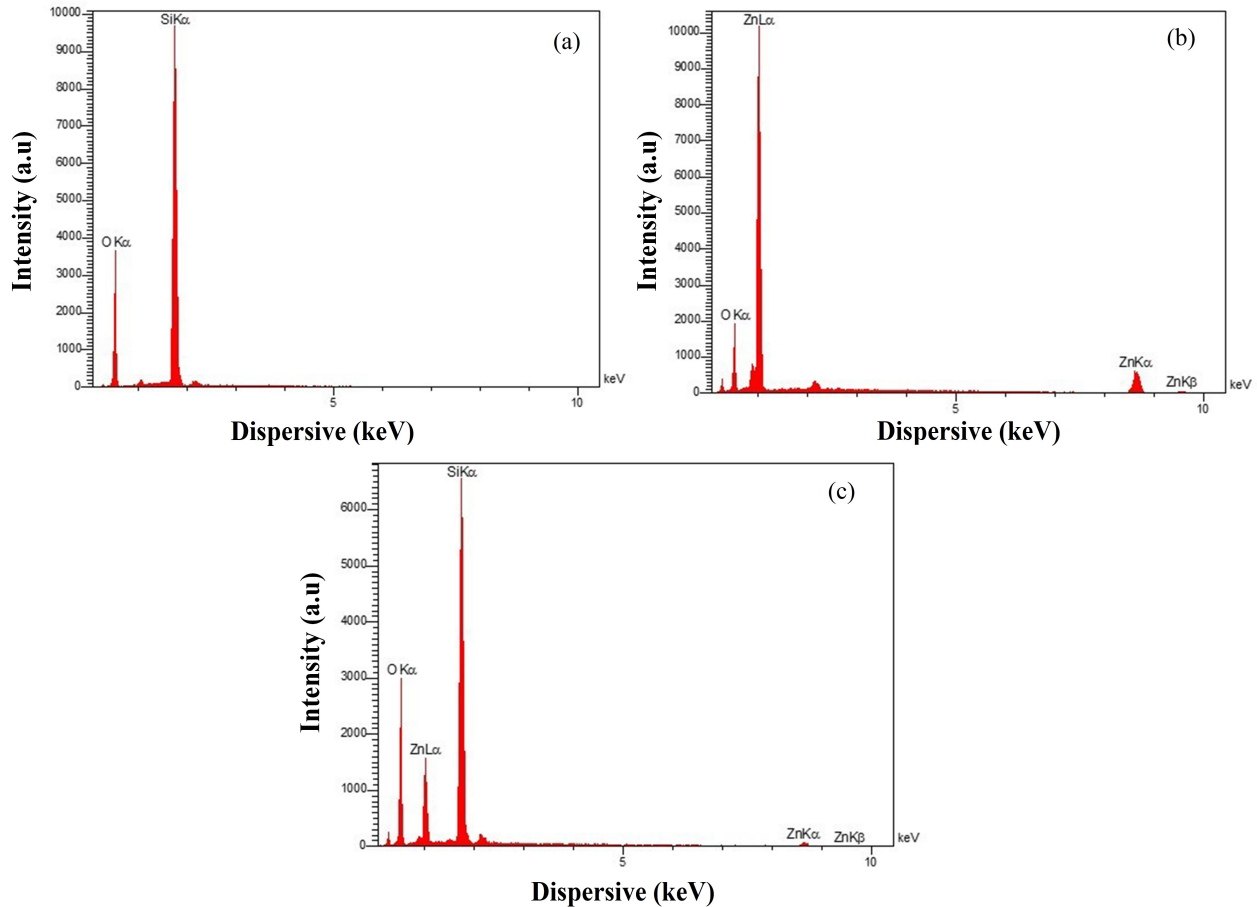 (a)
SiKα
O Kα
Intensity (a.u)
10000
9000
8000
7000
6000
5000
4000
3000
2000
1000
0
5
10
keV
Dispersive (keV)
(b)
ZnLα
O Kα
ZnKα
ZnKβ
Intensity (a.u)
10000
9000
8000
7000
6000
5000
4000
3000
2000
1000
0
5
10
keV
Dispersive (keV)
(c)
SiKα
O Kα
ZnLα
ZnKα
ZnKβ
Intensity (a.u)
6000
5000
4000
3000
2000
1000
0
5
10
keV
Dispersive (keV)